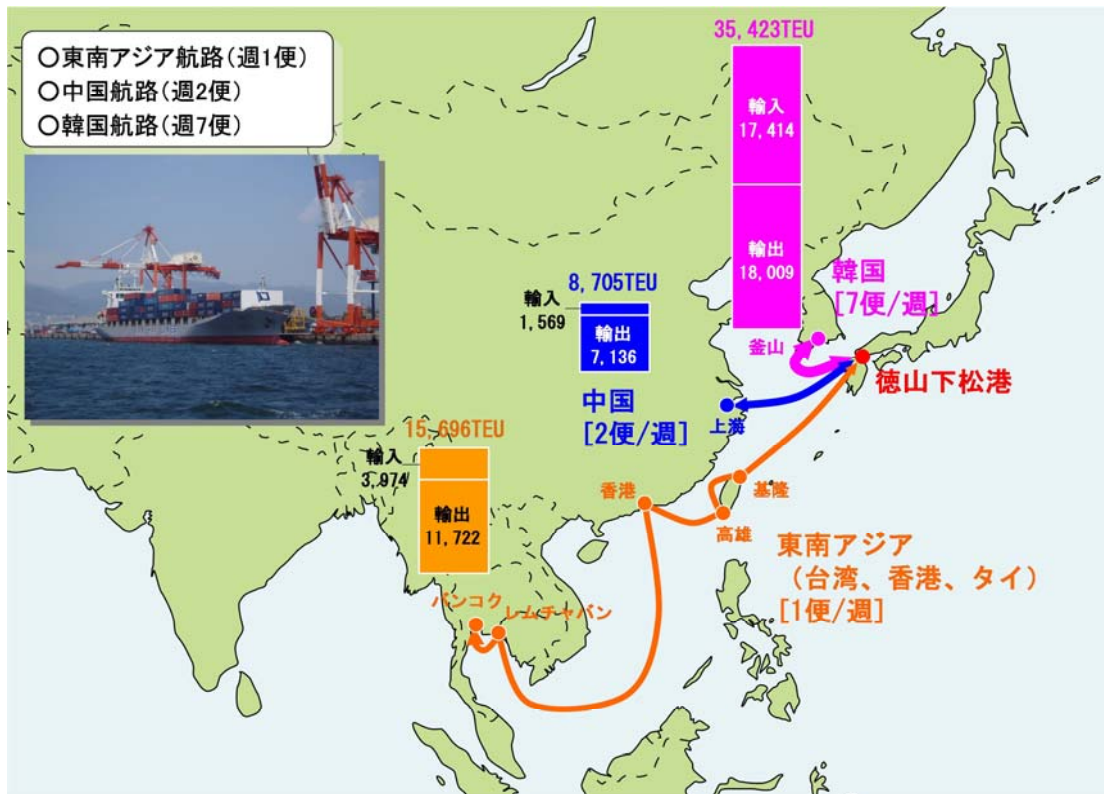 ○東南アジア航路(週1便)
○中国航路(週2便)
○韓国航路(週7便)
35,423TEU
輸入
17,414
輸出
18,009
韓国
[7便/週]
釜山
徳山下松港
8,705TEU
輸入
1,569
輸出
7,136
中国
[2便/週]
上海
15,696TEU
輸入
3,974
輸出
11,722
香港
基隆
高雄
東南アジア
(台湾、香港、タイ)
[1便/週]
バンコク
レムチャバン